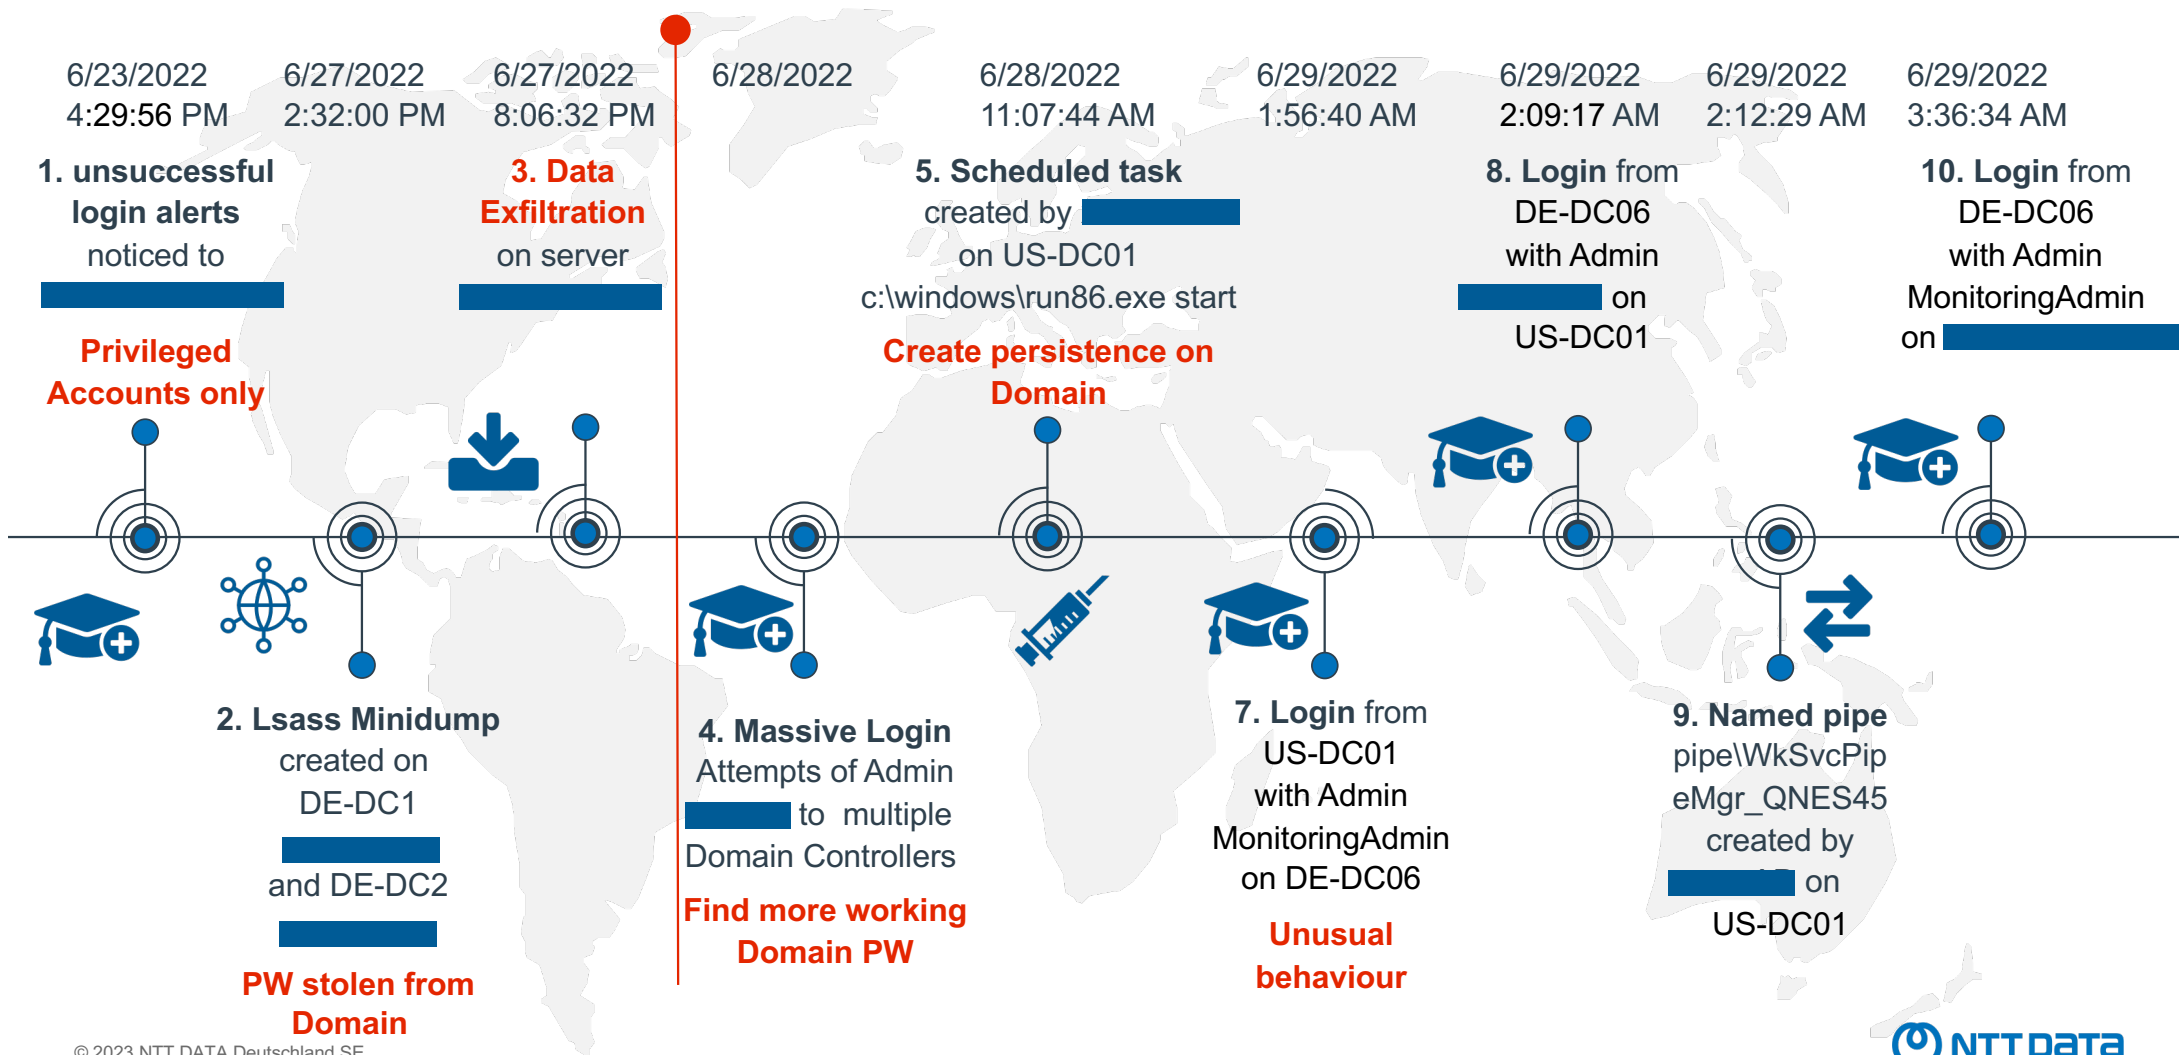 6/23/2022
4:29:56 PM
6/27/2022
2:32:00 PM
6/27/2022
8:06:32 PM
6/28/2022
6/28/2022
11:07:44 AM
6/29/2022
1:56:40 AM
6/29/2022
2:09:17 AM
6/29/2022
2:12:29 AM
6/29/2022
3:36:34 AM
1. unsuccessful
login alerts
noticed to
Privileged
Accounts only
3. Data
Exfiltration
on server
5. Scheduled task
created by
on US-DC01
c:\windows\run86.exe start
Create persistence on
Domain
8. Login from
DE-DC06
with Admin
on
US-DC01
10. Login from
DE-DC06
with Admin
MonitoringAdmin
on
2. Lsass Minidump
created on
DE-DC1
and DE-DC2
PW stolen from
Domain
4. Massive Login
Attempts of Admin
to multiple
Domain Controllers
Find more working
Domain PW
7. Login from
US-DC01
with Admin
MonitoringAdmin
on DE-DC06
Unusual
behaviour
9. Named pipe
pipe\WkSvcPip
eMgr_QNES45
created by
on
US-DC01
© 2023 NTT DATA Deutschland SE
NTT DATA